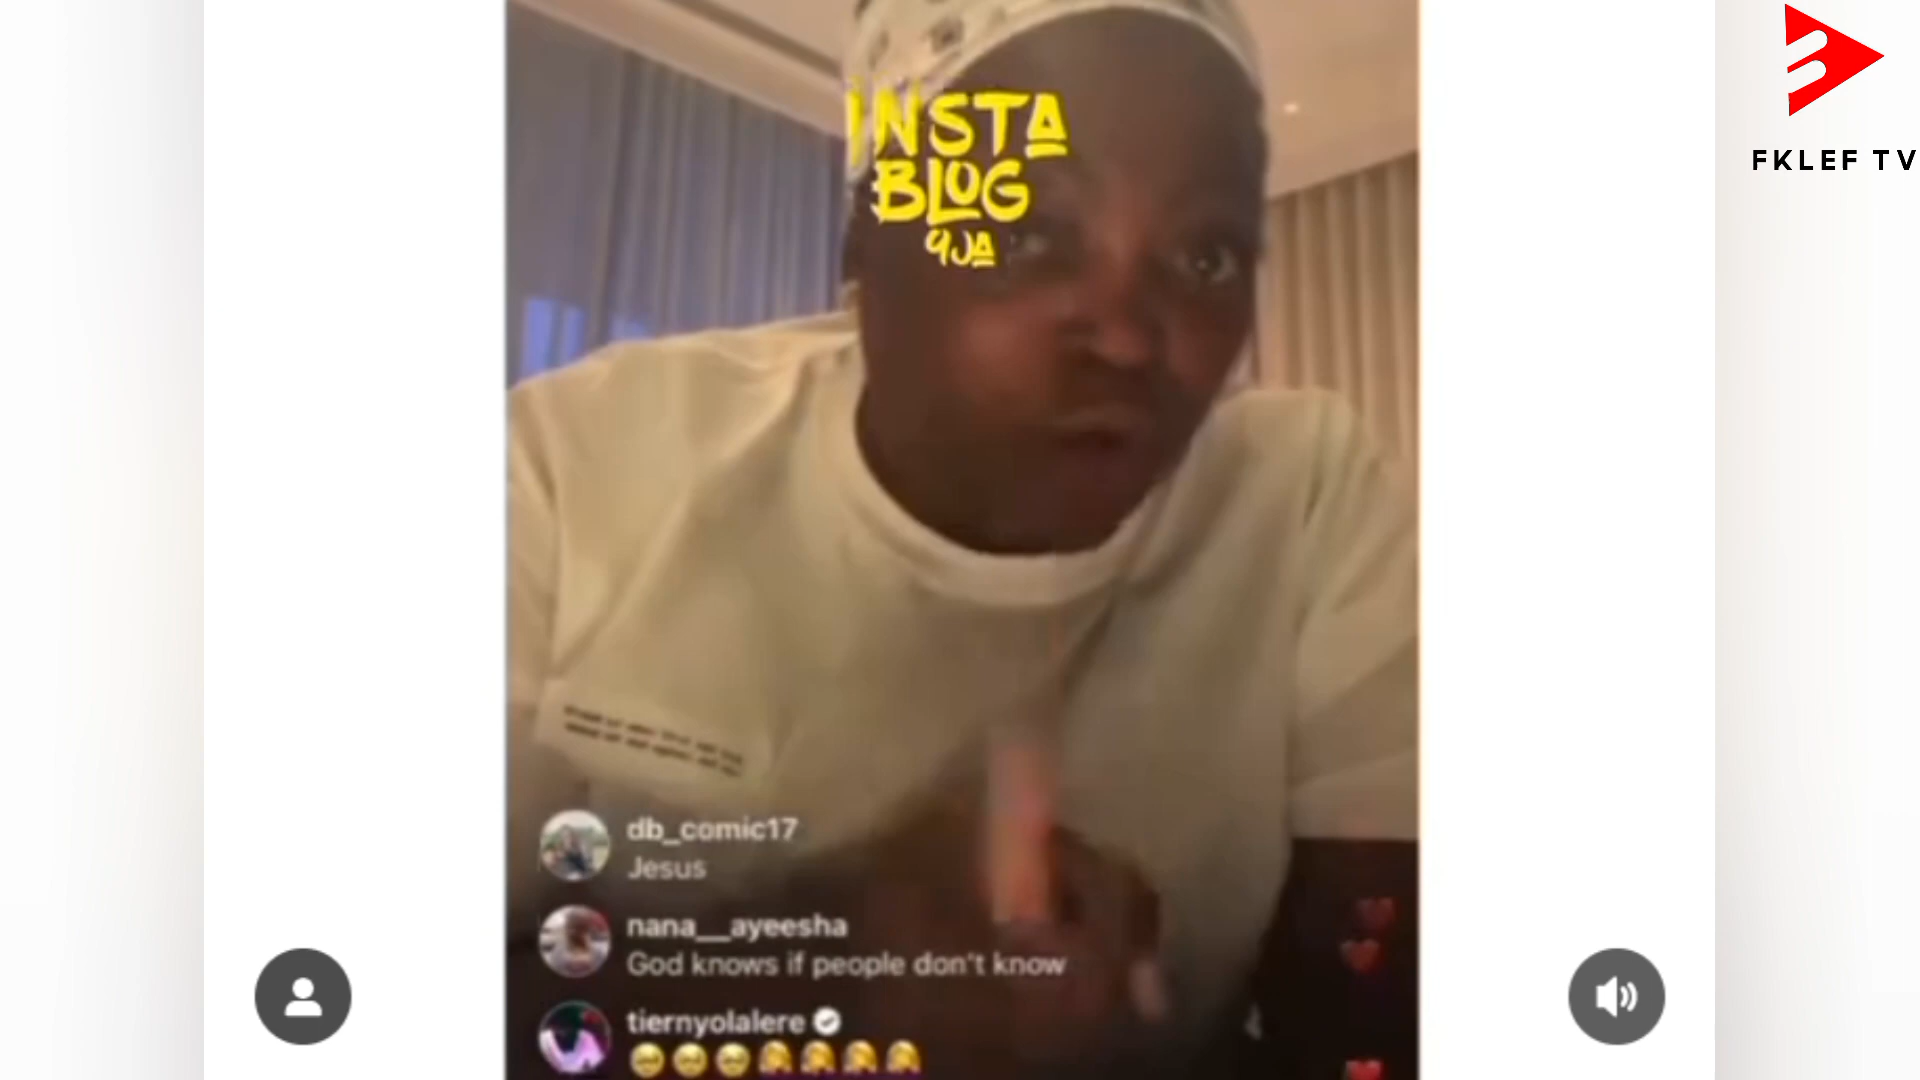 INSTA
BLOG
9JA
FKLEF TV
db_comic17
Jesus
nana__ayeesha
God knows if people don't know
tiernyolalere
🥹🥹🥹🤗🤗🤗🤗